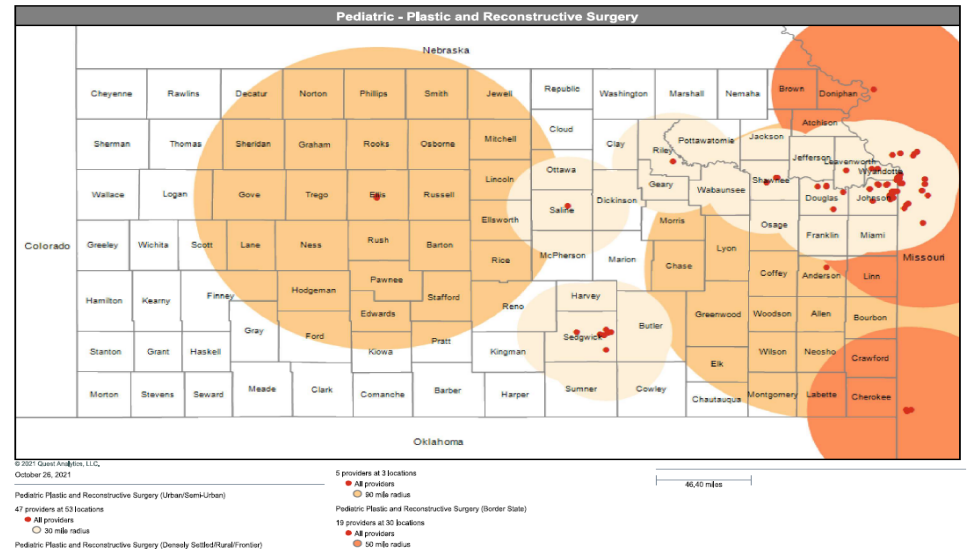 Pediatric - Plastic and Reconstructive Surgery
Nebraska
Cheyenne Rawlins Decatur Norton Phillips Smith Jewell Republic Washington Marshall Nemaha Brown Doniphan
Atchison
Cloud
Sherman Thomas Sheridan Graham Rooks Osborne Mitchell Clay Riley Pottawatomie Jackson
Jefferson Leavenworth
Ottawa Wyandotte
Lincoln Geary Wabaunsee Shawnee
Wallace Logan Gove Trego Ellis Russell Saline Dickinson Douglas Johnson
Ellsworth Morris Osage
Colorado Greeley Wichita Scott Lane Ness Rush Barton Lyon Franklin Miami
Rice McPherson Marion Chase Missouri
Pawnee Coffey Anderson Linn
Hamilton Kearny Finney Hodgeman Stafford Harvey
Edwards Reno Greenwood Woodson Allen Bourbon
Gray Ford Sedgwick Butler
Pratt
Stanton Grant Haskell Kiowa Kingman Wilson Neosho Crawford
Elk
Morton Stevens Seward Meade Clark Comanche Barber Harper Sumner Cowley Chautauqua Montgomery Labette Cherokee
Oklahoma
© 2021 Quest Analytics, LLC.
October 26, 2021
Pediatric Plastic and Reconstructive Surgery (Urban/Semi-Urban)
47 providers at 53 locations
All providers
30 mile radius
Pediatric Plastic and Reconstructive Surgery (Densely Settled/Rural/Frontier)
5 providers at 3 locations
All providers
90 mile radius
Pediatric Plastic and Reconstructive Surgery (Border State)
19 providers at 30 locations
All providers
50 mile radius
46,40 miles